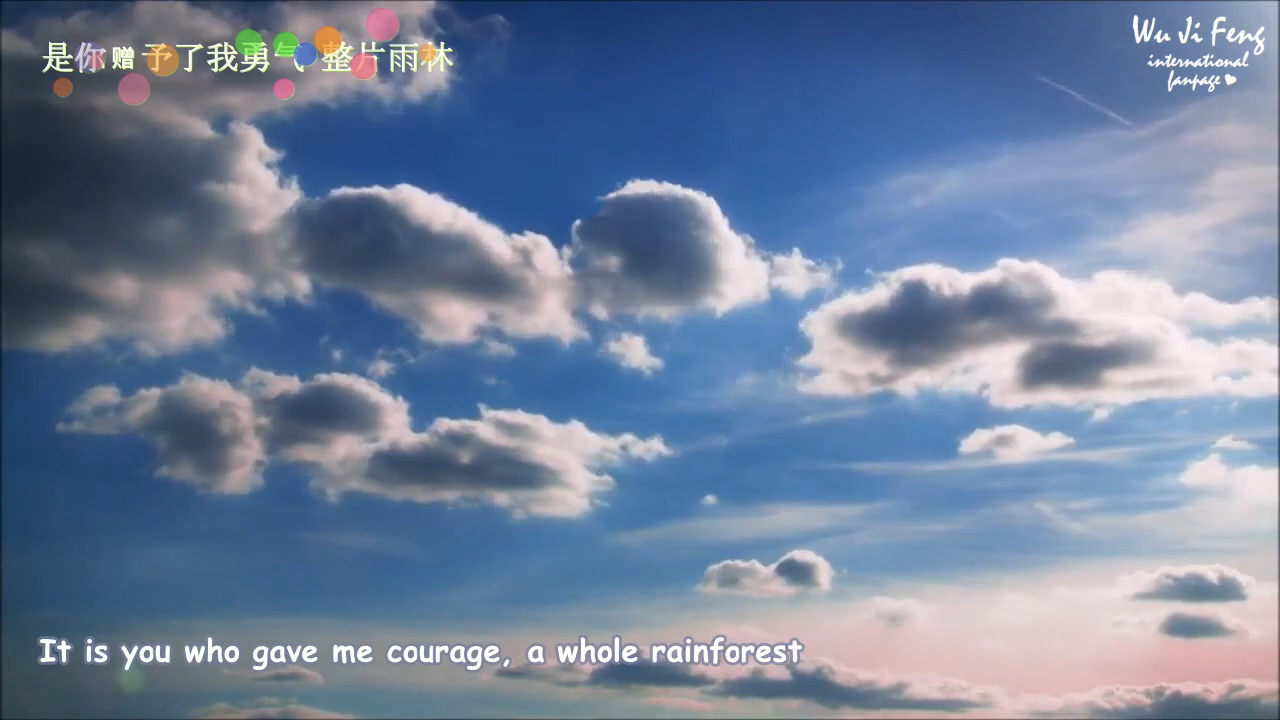 是你赠予了我勇气 整片雨林
Wu Ji Feng
international
fanpage
It is you who gave me courage, a whole rainforest